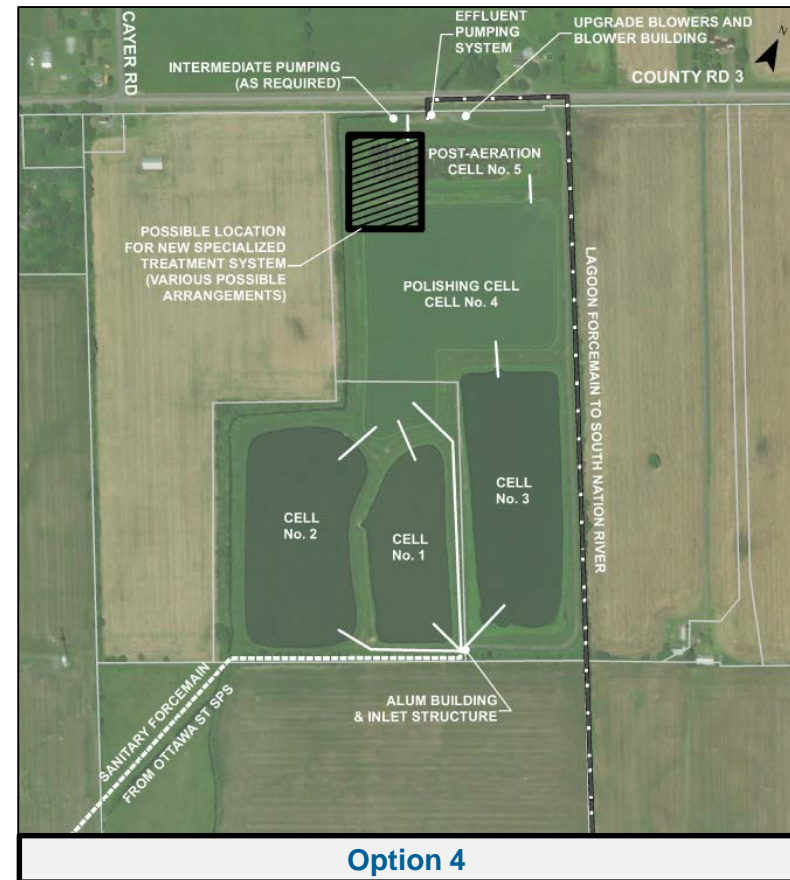 CAYER RD
EFFLUENT
PUMPING
SYSTEM
UPGRADE BLOWERS AND
BLOWER BUILDING
N
INTERMEDIATE PUMPING
(AS REQUIRED)
COUNTY RD 3
POST-AERATION
CELL No. 5
POSSIBLE LOCATION
FOR NEW SPECIALIZED
TREATMENT SYSTEM
(VARIOUS POSSIBLE
ARRANGEMENTS)
POLISHING CELL
CELL No. 4
LAGOON FORCEMAIN TO SOUTH NATION RIVER
CELL
No. 2
CELL
No. 1
CELL
No. 3
ALUM BUILDING
& INLET STRUCTURE
SANITARY FORCEMAIN
FROM OTTAWA ST SPS
Option 4